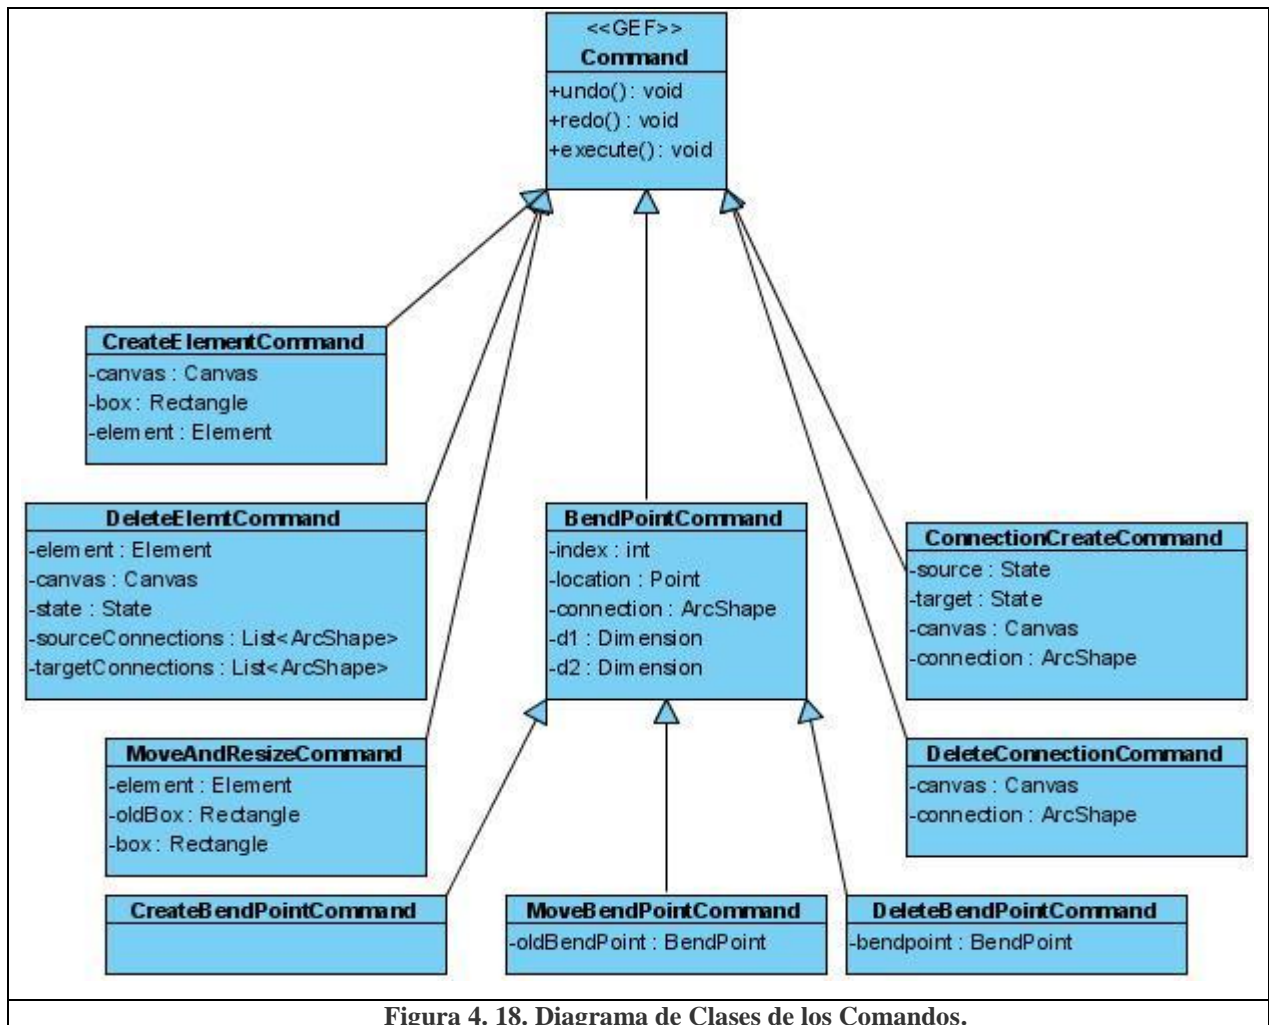 <<GEF>>
Command
+undo() : void
+redo() : void
+execute() : void
CreateElementCommand
-canvas : Canvas
-box : Rectangle
-element : Element
DeleteElemtCommand
-element : Element
-canvas : Canvas
-state : State
-sourceConnections : List<ArcShape>
-targetConnections : List<ArcShape>
BendPointCommand
-index : int
-location : Point
-connection : ArcShape
-d1 : Dimension
-d2 : Dimension
ConnectionCreateCommand
-source : State
-target : State
-canvas : Canvas
-connection : ArcShape
MoveAndResizeCommand
-element : Element
-oldBox : Rectangle
-box : Rectangle
DeleteConnectionCommand
-canvas : Canvas
-connection : ArcShape
CreateBendPointCommand
MoveBendPointCommand
-oldBendPoint : BendPoint
DeleteBendPointCommand
-bendpoint : BendPoint
Figura 4. 18. Diagrama de Clases de los Comandos.